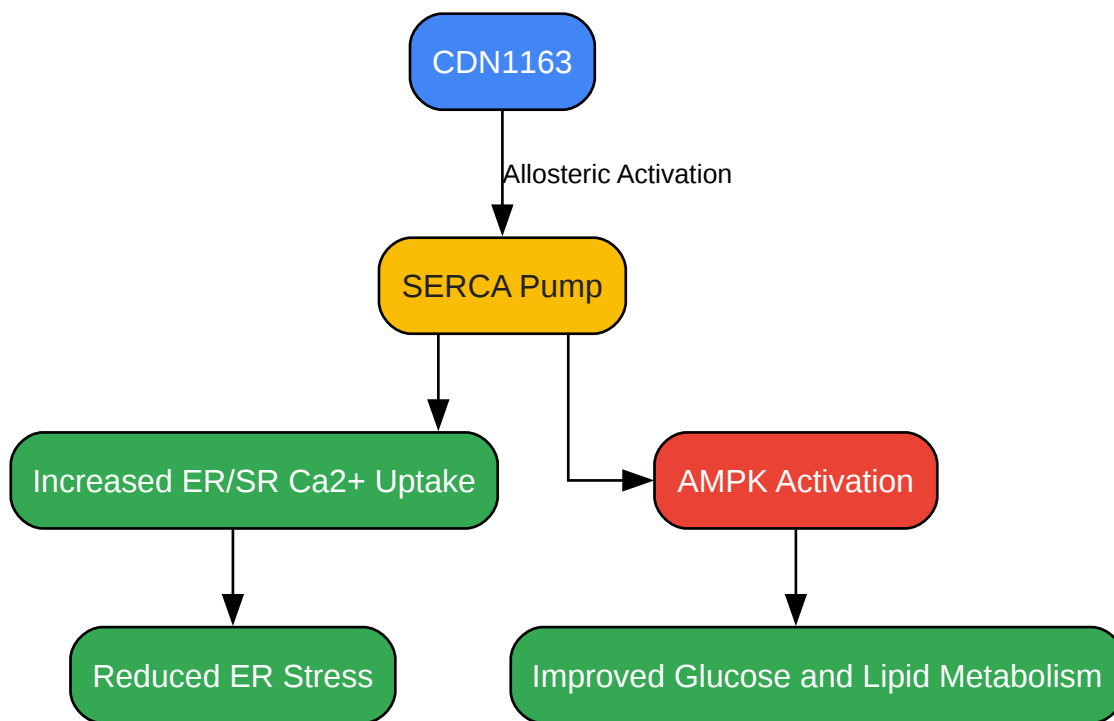 CDN1163
Allosteric Activation
SERCA Pump
Increased ER/SR Ca2+ Uptake
AMPK Activation
Reduced ER Stress
Improved Glucose and Lipid Metabolism